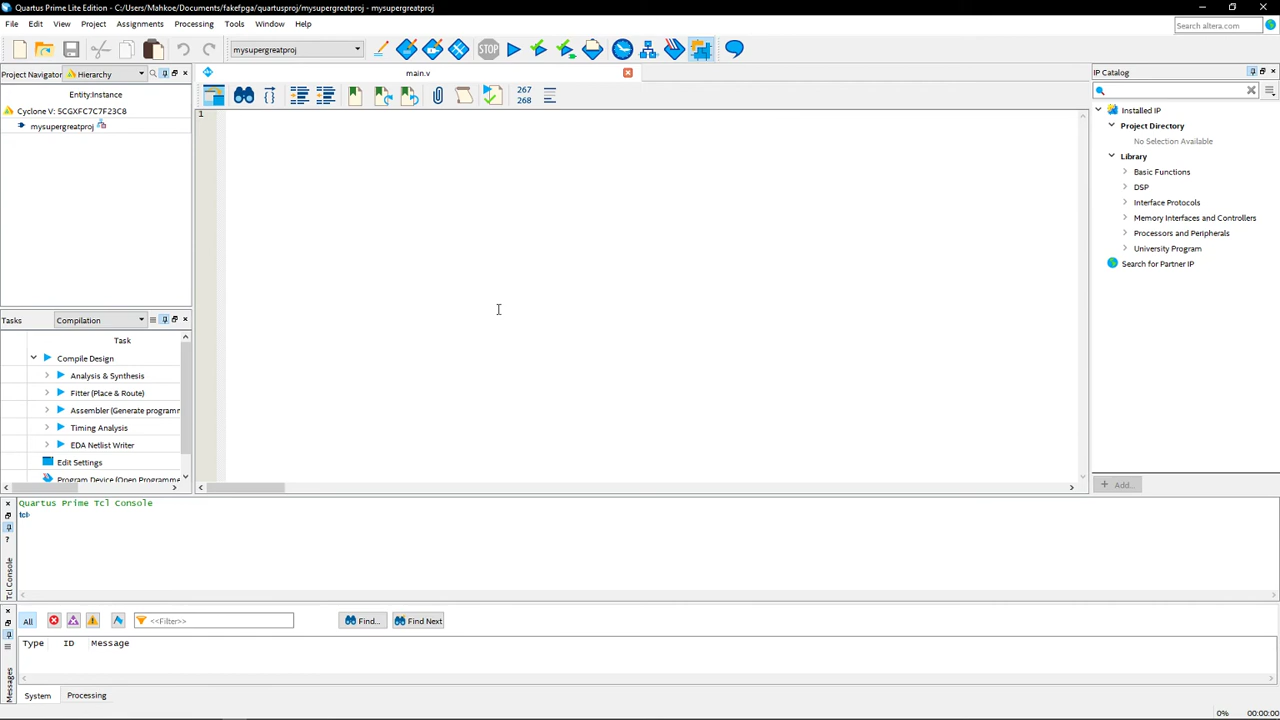 Quartus Prime Lite Edition - C:/Users/Mahkoe/Documents/fakefpga/quartusproj/mysupergreatproj - mysupergreatproj
File Edit View Project Assignments Processing Tools Window Help
Search altera.com
mysupergreatproj
STOP
Project Navigator Hierarchy
main.v
IP Catalog
Entity:Instance
267
268
Cyclone V: 5CGXFC7C7F23C8
mysupergreatproj
1
Installed IP
Project Directory
No Selection Available
Library
Basic Functions
DSP
Interface Protocols
Memory Interfaces and Controllers
Processors and Peripherals
University Program
Search for Partner IP
Tasks Compilation
Task
Compile Design
Analysis & Synthesis
Fitter (Place & Route)
Assembler (Generate programm
Timing Analysis
EDA Netlist Writer
Edit Settings
Program Device (Open Programme
+ Add...
Quartus Prime Tcl Console
tcl>
Tcl Console
All <<Filter>> Find... Find Next
Type ID Message
Messages
System Processing
0% 00:00:00